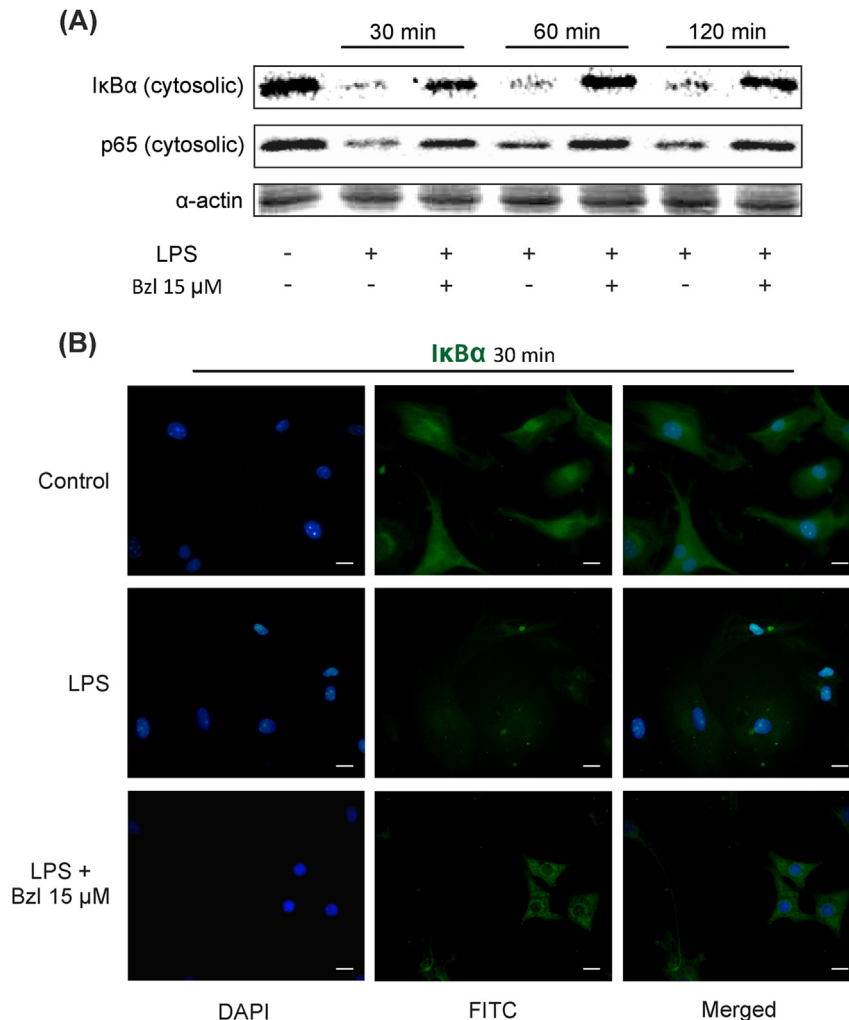 (A)
30 min 60 min 120 min
IκBα (cytosolic)
p65 (cytosolic)
α-actin
LPS - + + + + + +
Bzl 15 μM - - + - + - +
(B)
IκBα 30 min
Control
LPS
LPS +
Bzl 15 μM
DAPI FITC Merged